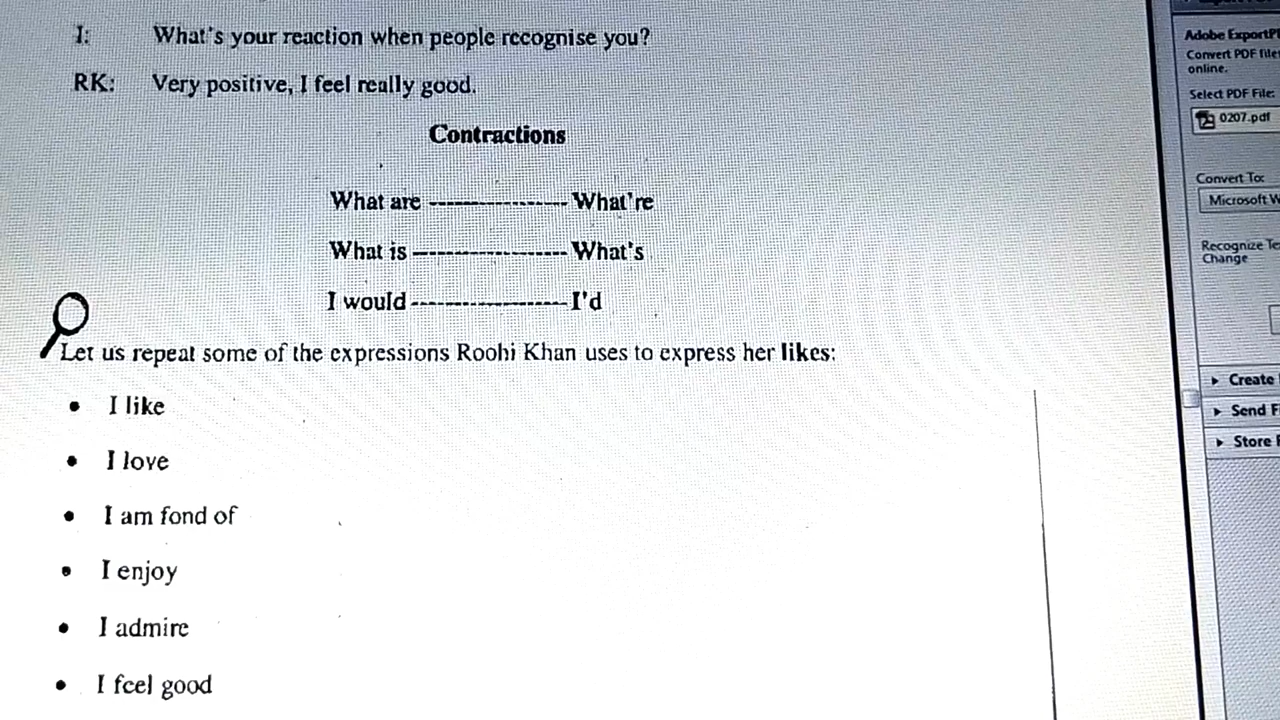 I: What's your reaction when people recognise you?
RK: Very positive, I feel really good.
Contractions
What are ---------------- What're
What is ------------------ What's
I would ------------------ I'd
Let us repeat some of the expressions Roohi Khan uses to express her likes:
• I like
• I love
• I am fond of
• I enjoy
• I admire
• I feel good
Adobe ExportP
Convert PDF file
online.
Select PDF File:
0207.pdf
Convert To:
Microsoft W
Recognize Te
Change
Create
Send F
Store